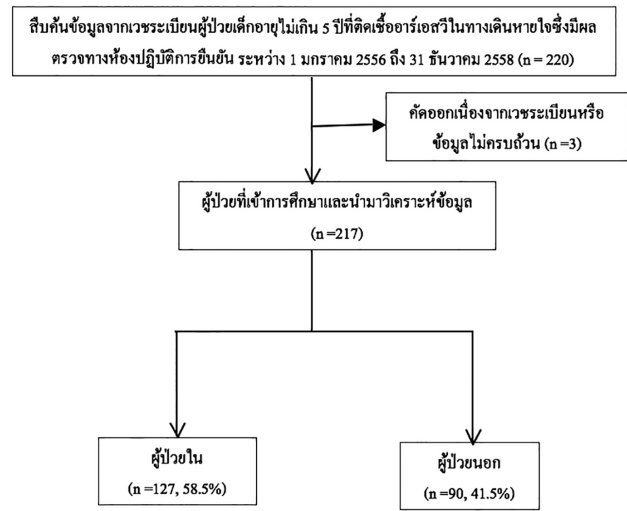 สืบค้นข้อมูลจากเวชระเบียนผู้ป่วยเด็กอายุไม่เกิน 5 ปีที่ติดเชื้ออาร์เอสวีในทางเดินหายใจซึ่งมีผล
ตรวจทางห้องปฏิบัติการยืนยัน ระหว่าง 1 มกราคม 2556 ถึง 31 ธันวาคม 2558 (n = 220)
คัดออกเนื่องจากเวชระเบียนหรือ
ข้อมูลไม่ครบถ้วน (n =3)
ผู้ป่วยที่เข้าการศึกษาและนำมาวิเคราะห์ข้อมูล
(n =217)
ผู้ป่วยใน
(n =127, 58.5%)
ผู้ป่วยนอก
(n =90, 41.5%)